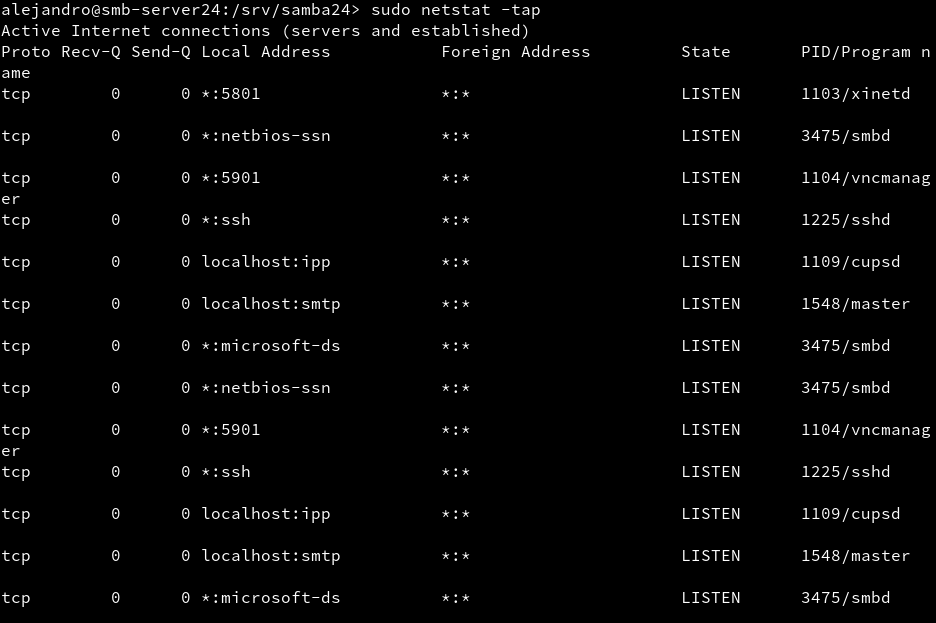 alejandro@smb-server24:/srv/samba24> sudo netstat -tap
Active Internet connections (servers and established)
Proto Recv-Q Send-Q Local Address           Foreign Address         State       PID/Program n
ame
tcp        0      0 *:5801                  *:*                     LISTEN      1103/xinetd
tcp        0      0 *:netbios-ssn           *:*                     LISTEN      3475/smbd
tcp        0      0 *:5901                  *:*                     LISTEN      1104/vncmanag
er
tcp        0      0 *:ssh                   *:*                     LISTEN      1225/sshd
tcp        0      0 localhost:ipp           *:*                     LISTEN      1109/cupsd
tcp        0      0 localhost:smtp          *:*                     LISTEN      1548/master
tcp        0      0 *:microsoft-ds          *:*                     LISTEN      3475/smbd
tcp        0      0 *:netbios-ssn           *:*                     LISTEN      3475/smbd
tcp        0      0 *:5901                  *:*                     LISTEN      1104/vncmanag
er
tcp        0      0 *:ssh                   *:*                     LISTEN      1225/sshd
tcp        0      0 localhost:ipp           *:*                     LISTEN      1109/cupsd
tcp        0      0 localhost:smtp          *:*                     LISTEN      1548/master
tcp        0      0 *:microsoft-ds          *:*                     LISTEN      3475/smbd